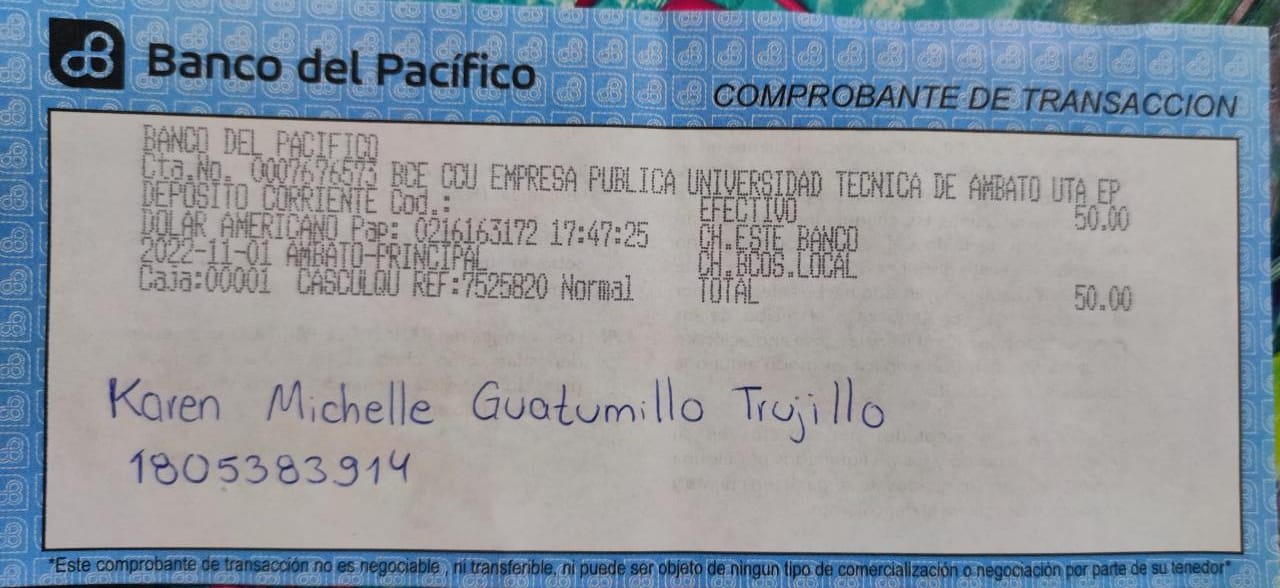 Banco del Pacífico
COMPROBANTE DE TRANSACCION
BANCO DEL PACIFICO
Cta.No. 0007676573 BCE CCU EMPRESA PUBLICA UNIVERSIDAD TECNICA DE AMBATO UTA EP
DEPOSITO CORRIENTE Cod.: EFECTIVO 50.00
DOLAR AMERICANO Pap: 0216163172 17:47:25 CH.ESTE BANCO
2022-11-01 AMBATO-PRINCIPAL CH.BCOS.LOCAL
Caja:00001 CASCULQU REF:7525820 Normal TOTAL 50.00
Karen Michelle Guatumillo Trujillo
1805383914
*Este comprobante de transacción no es negociable, ni transferible, ni puede ser objeto de ningun tipo de comercialización o negociación por parte de su tenedor*